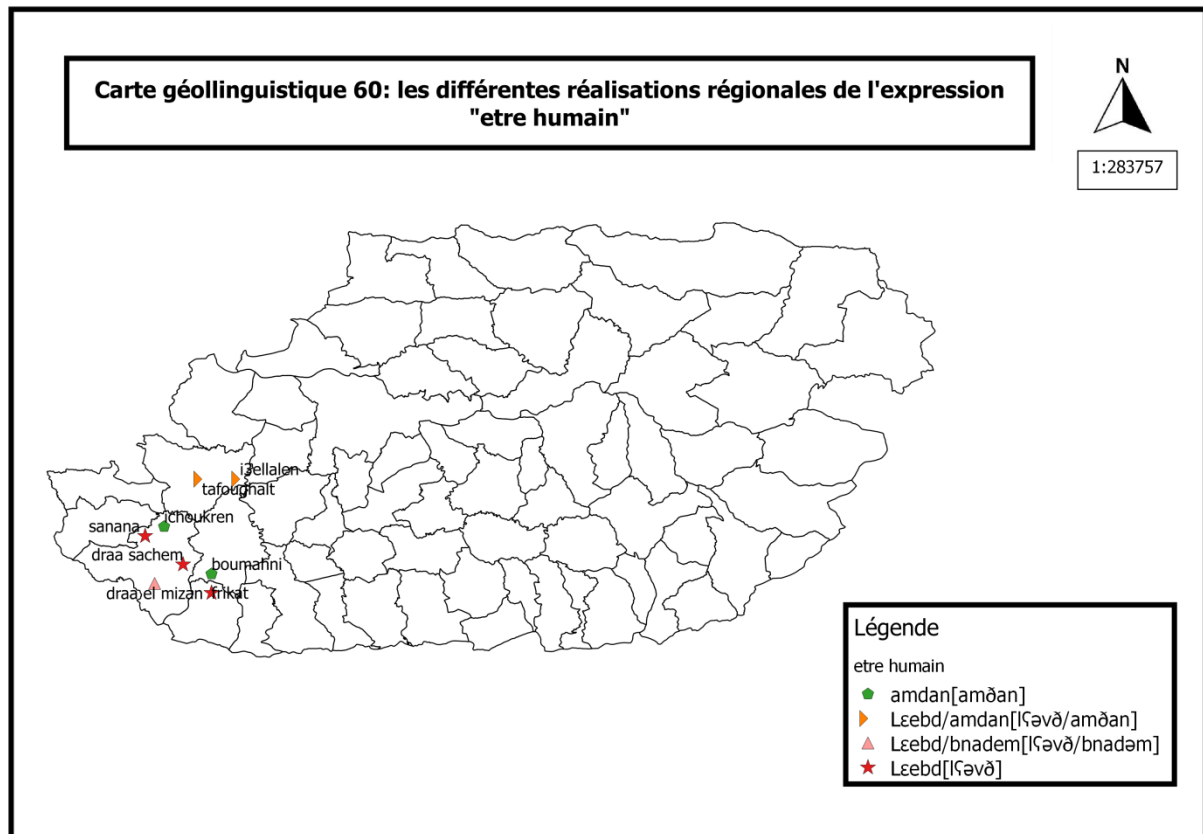 Carte géollinguistique 60: les différentes réalisations régionales de l'expression
"etre humain"
N
1:283757
i3ellalen
tafoughalt
ichoukren
sanana
draa sachem
boumahni
draa el mizan
frikat
Légende
etre humain
amdan[amðan]
Lɛebd/amdan[lʕəvð/amðan]
Lɛebd/bnadem[lʕəvð/bnadəm]
Lɛebd[lʕəvð]